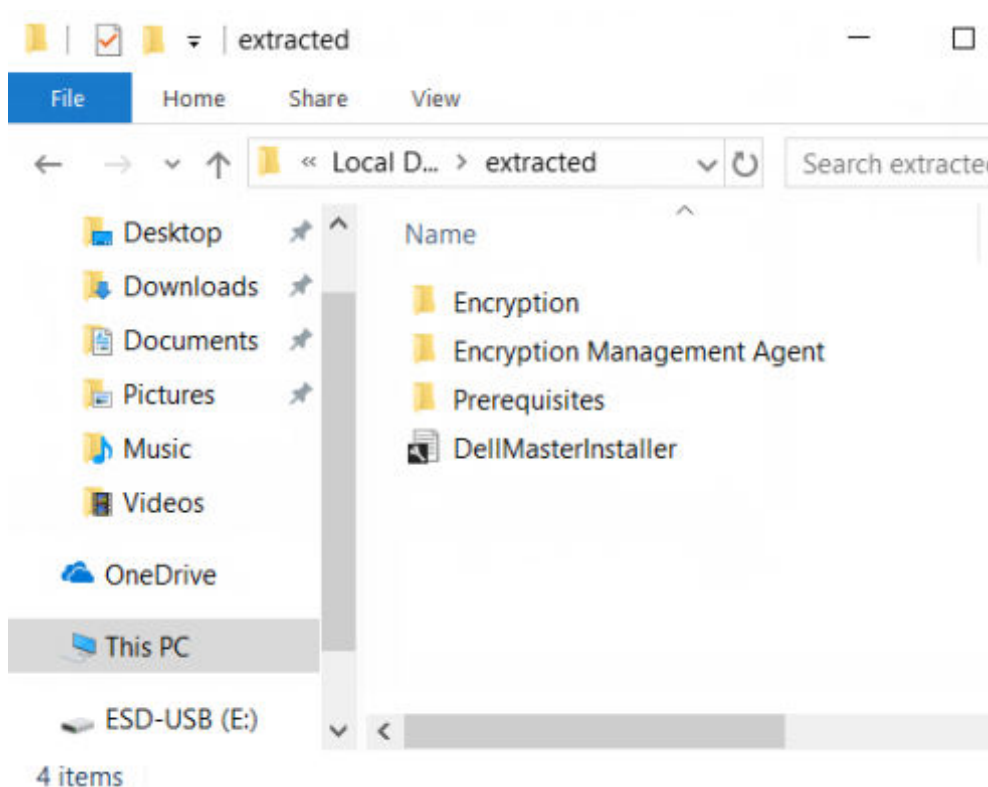 extracted
File Home Share View
« Local D... > extracted
Search extracte
Desktop
Downloads
Documents
Pictures
Music
Videos
OneDrive
This PC
ESD-USB (E:)
Name
Encryption
Encryption Management Agent
Prerequisites
DellMasterInstaller
4 items